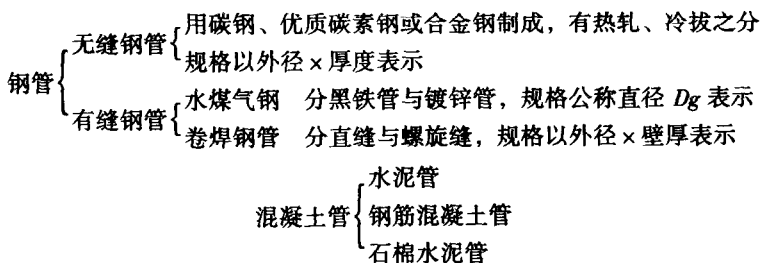 钢管
无缝钢管
用碳钢、优质碳素钢或合金钢制成，有热轧、冷拔之分
规格以外径×厚度表示
有缝钢管
水煤气钢 分黑铁管与镀锌管，规格公称直径 Dg 表示
卷焊钢管 分直缝与螺旋缝，规格以外径×壁厚表示
混凝土管
水泥管
钢筋混凝土管
石棉水泥管